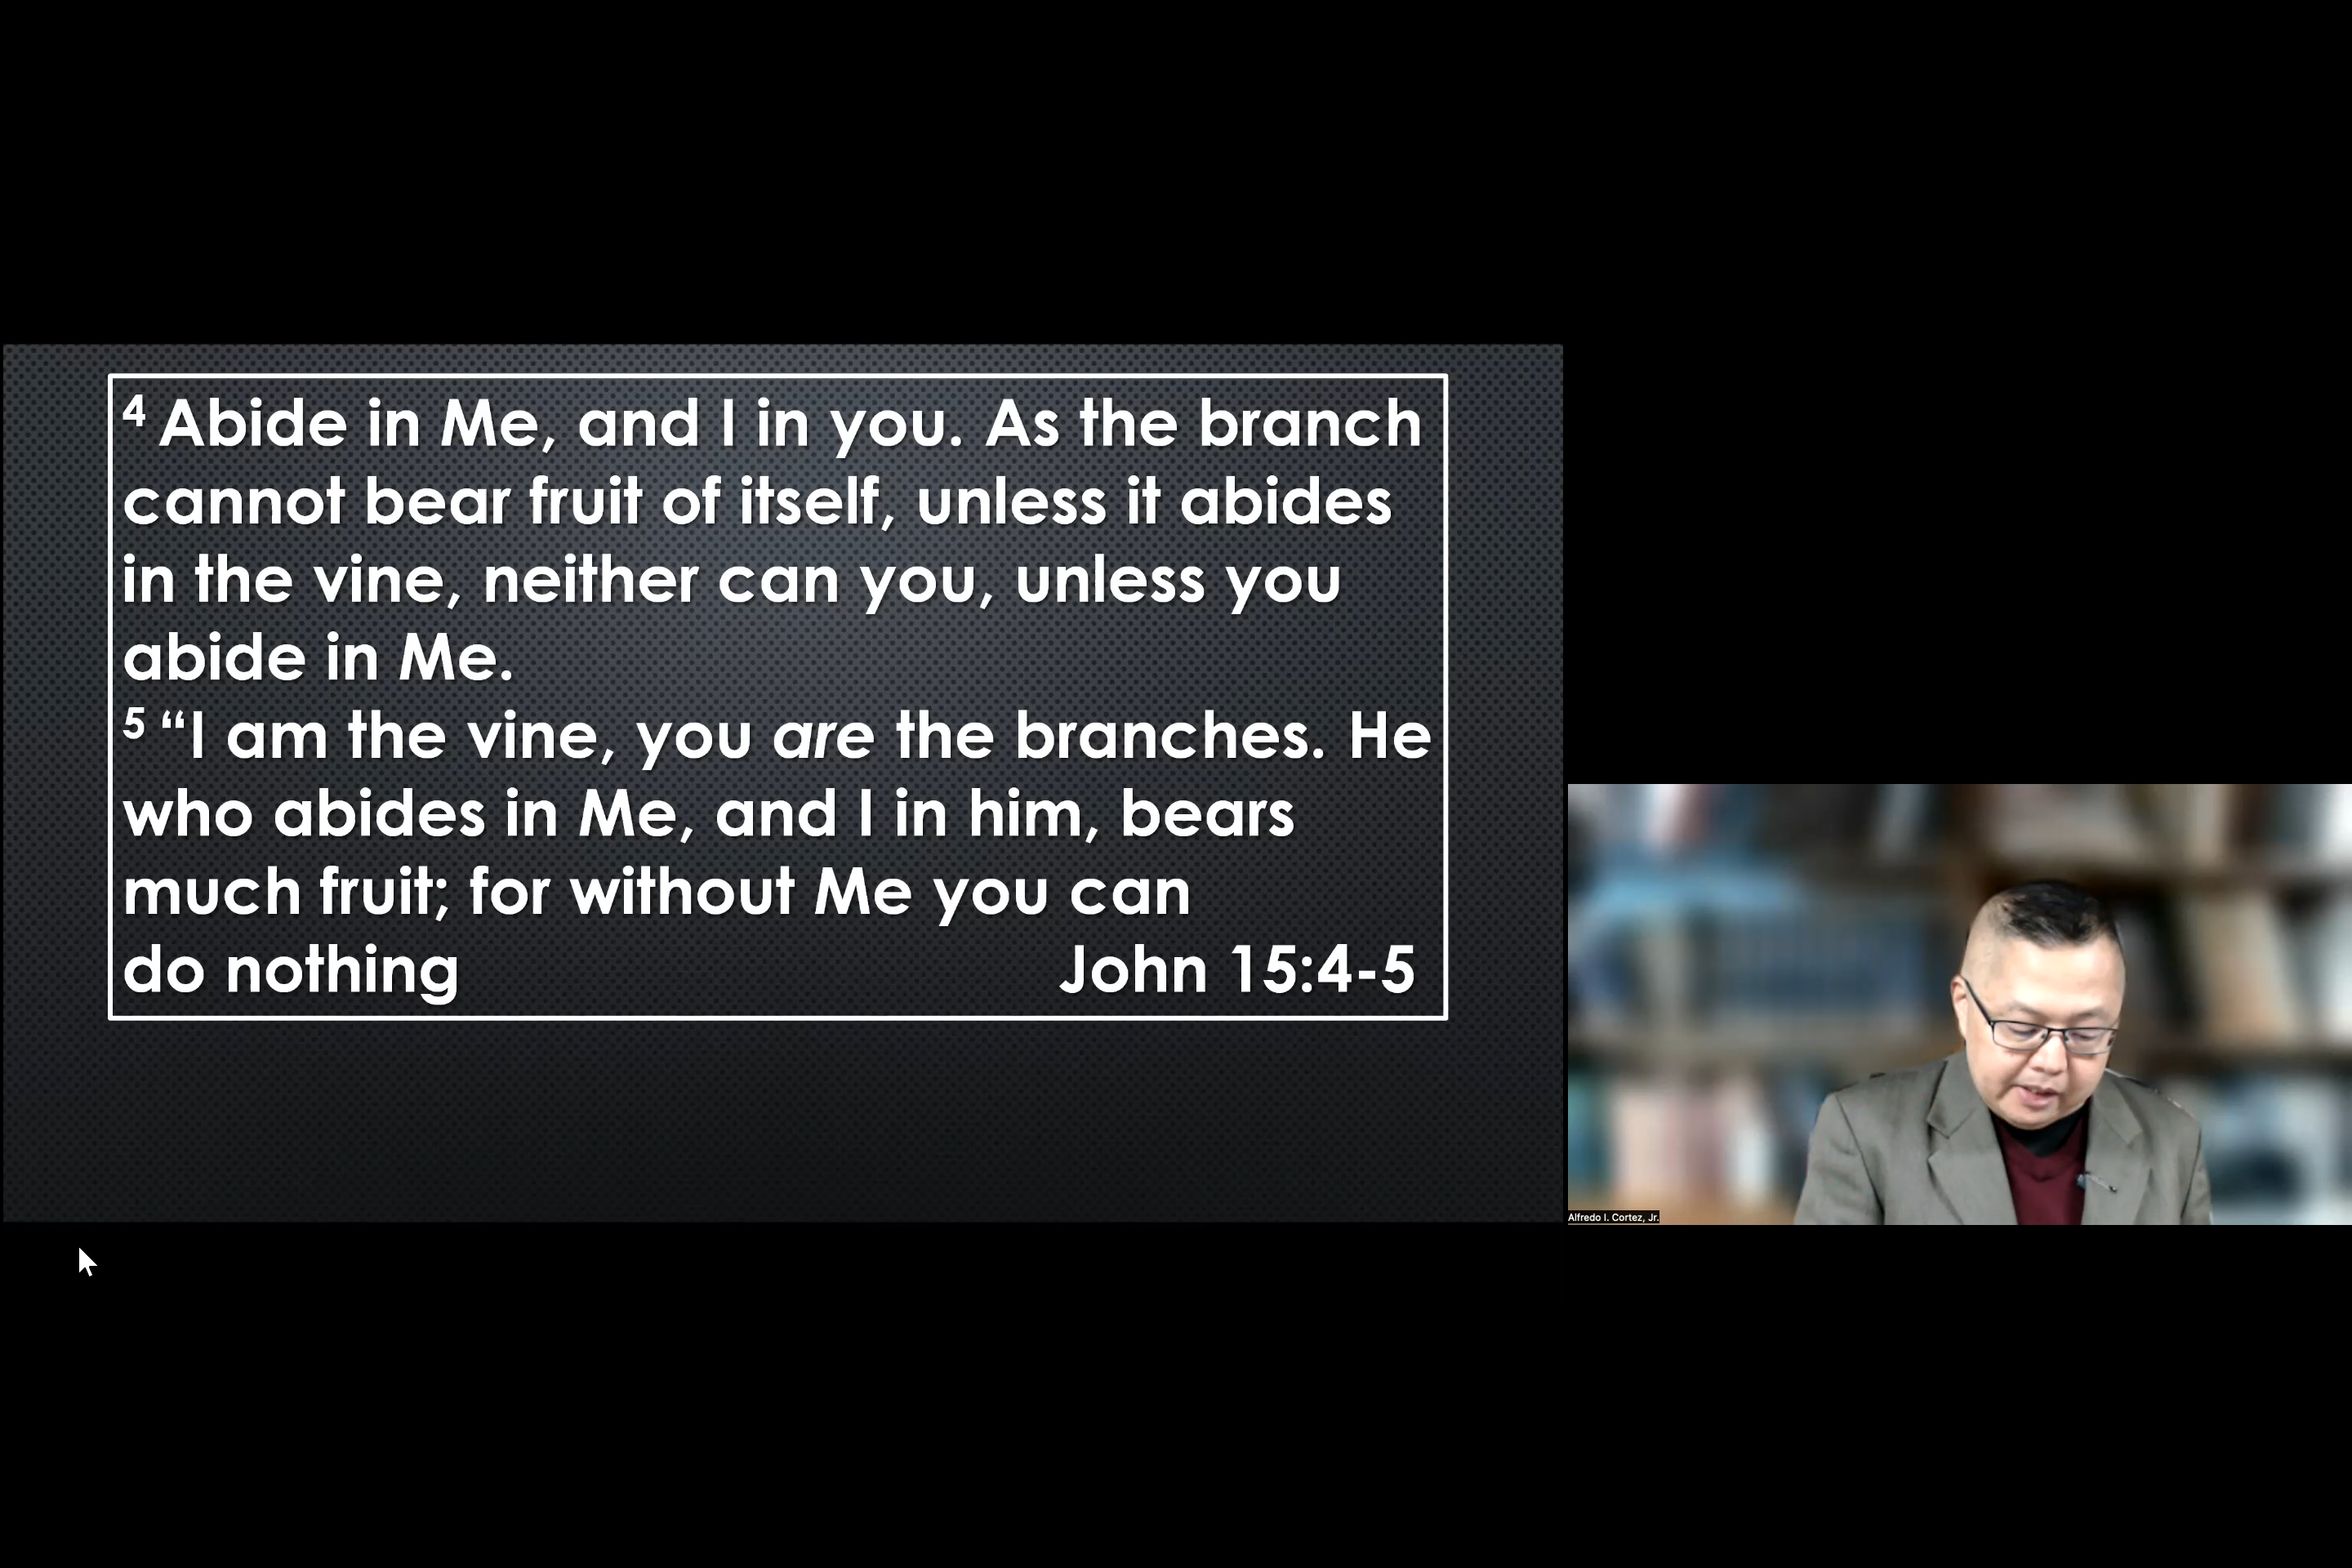 4 Abide in Me, and I in you. As the branch
cannot bear fruit of itself, unless it abides
in the vine, neither can you, unless you
abide in Me.
5 “I am the vine, you are the branches. He
who abides in Me, and I in him, bears
much fruit; for without Me you can
do nothing John 15:4-5
Alfredo I. Cortez, Jr.